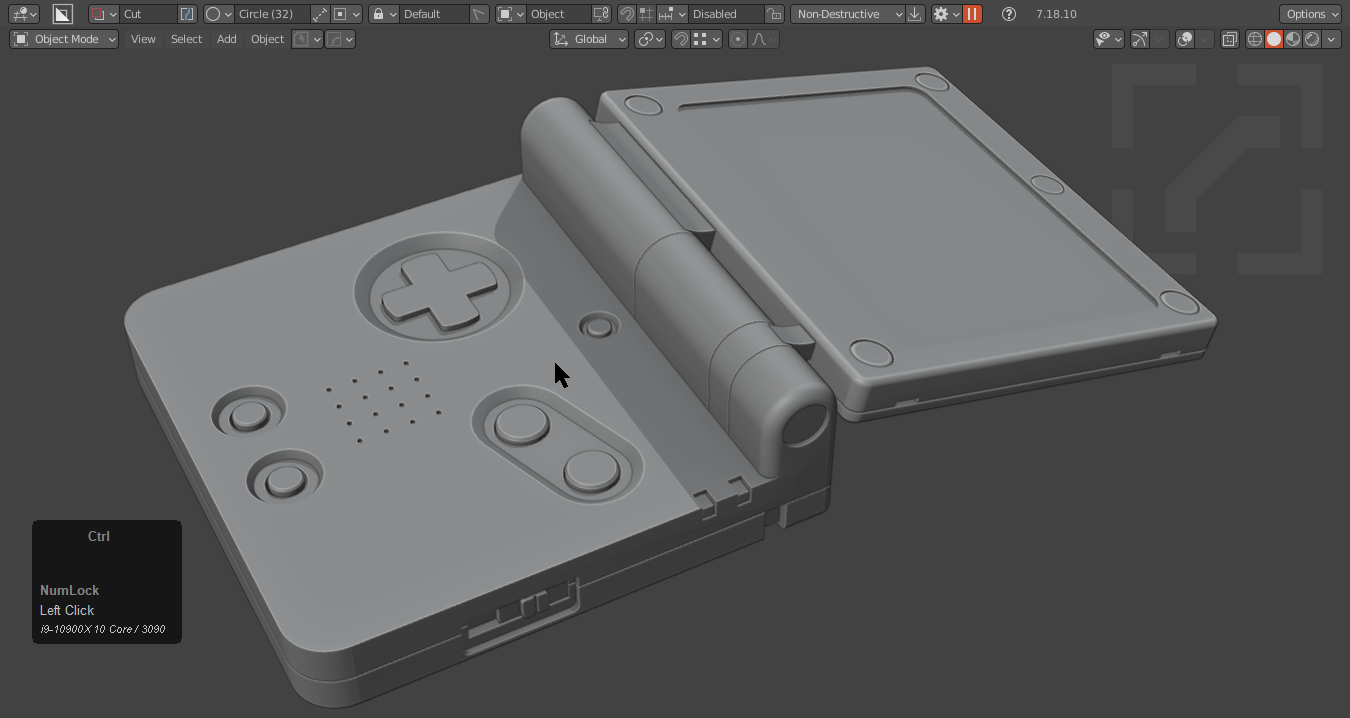 Cut Circle (32) Default Object Disabled Non-Destructive 7.18.10 Options
Object Mode View Select Add Object Global
Ctrl
NumLock
Left Click
i9-10900X 10 Core / 3090